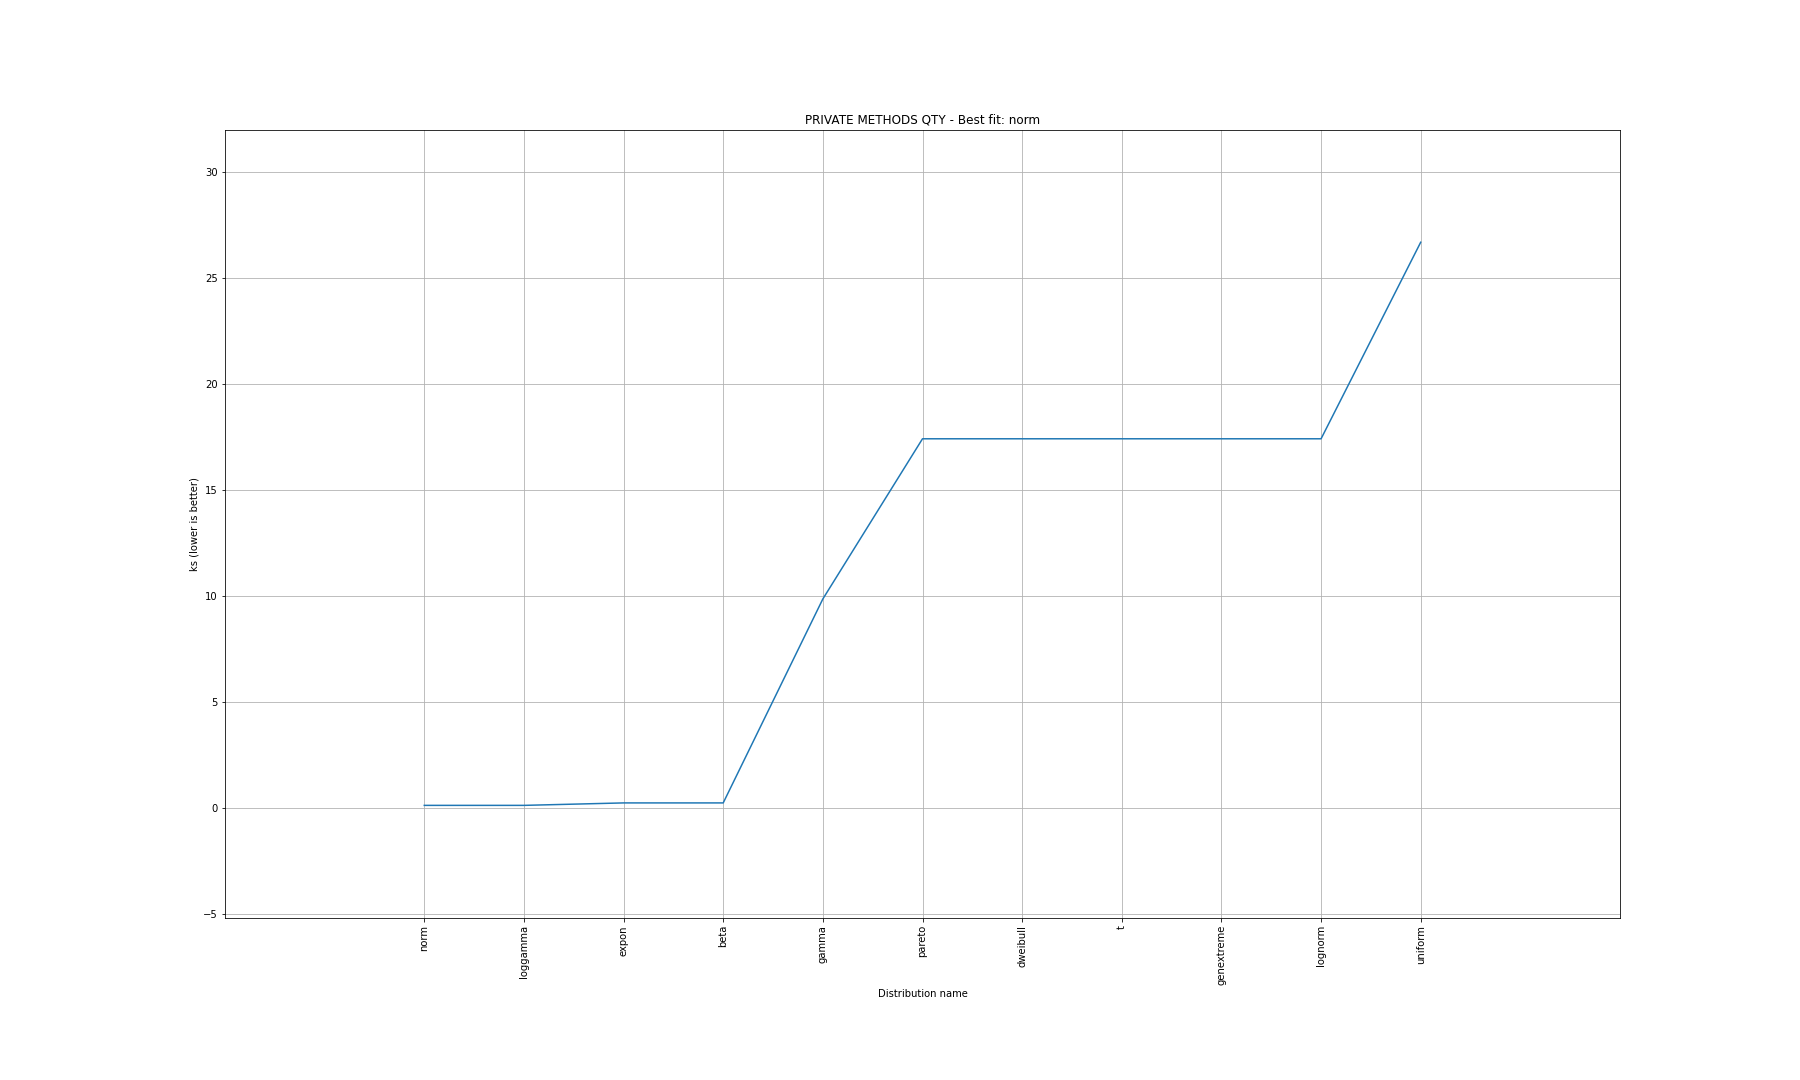 PRIVATE METHODS QTY - Best fit: norm
30
25
20
15
10
5
0
−5
ks (lower is better)
norm
loggamma
expon
beta
gamma
pareto
dweibull
t
genextreme
lognorm
uniform
Distribution name